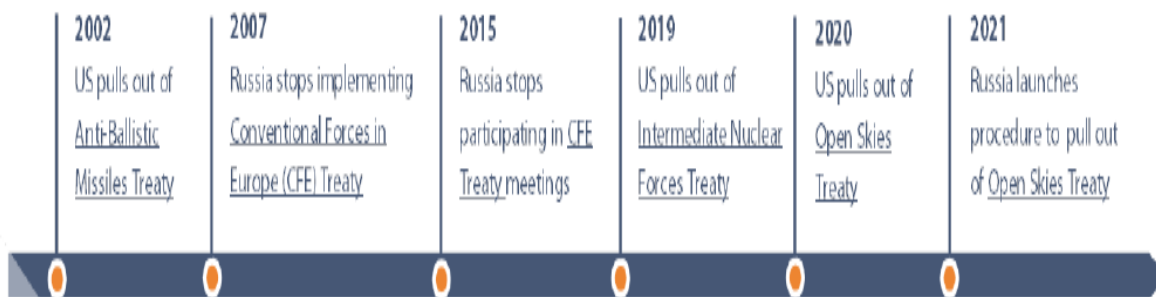 2002
US pulls out of
Anti-Ballistic
Missiles Treaty
2007
Russia stops implementing
Conventional Forces in
Europe (CFE) Treaty
2015
Russia stops
participating in CFE
Treaty meetings
2019
US pulls out of
Intermediate Nuclear
Forces Treaty
2020
US pulls out of
Open Skies
Treaty
2021
Russia launches
procedure to pull out
of Open Skies Treaty